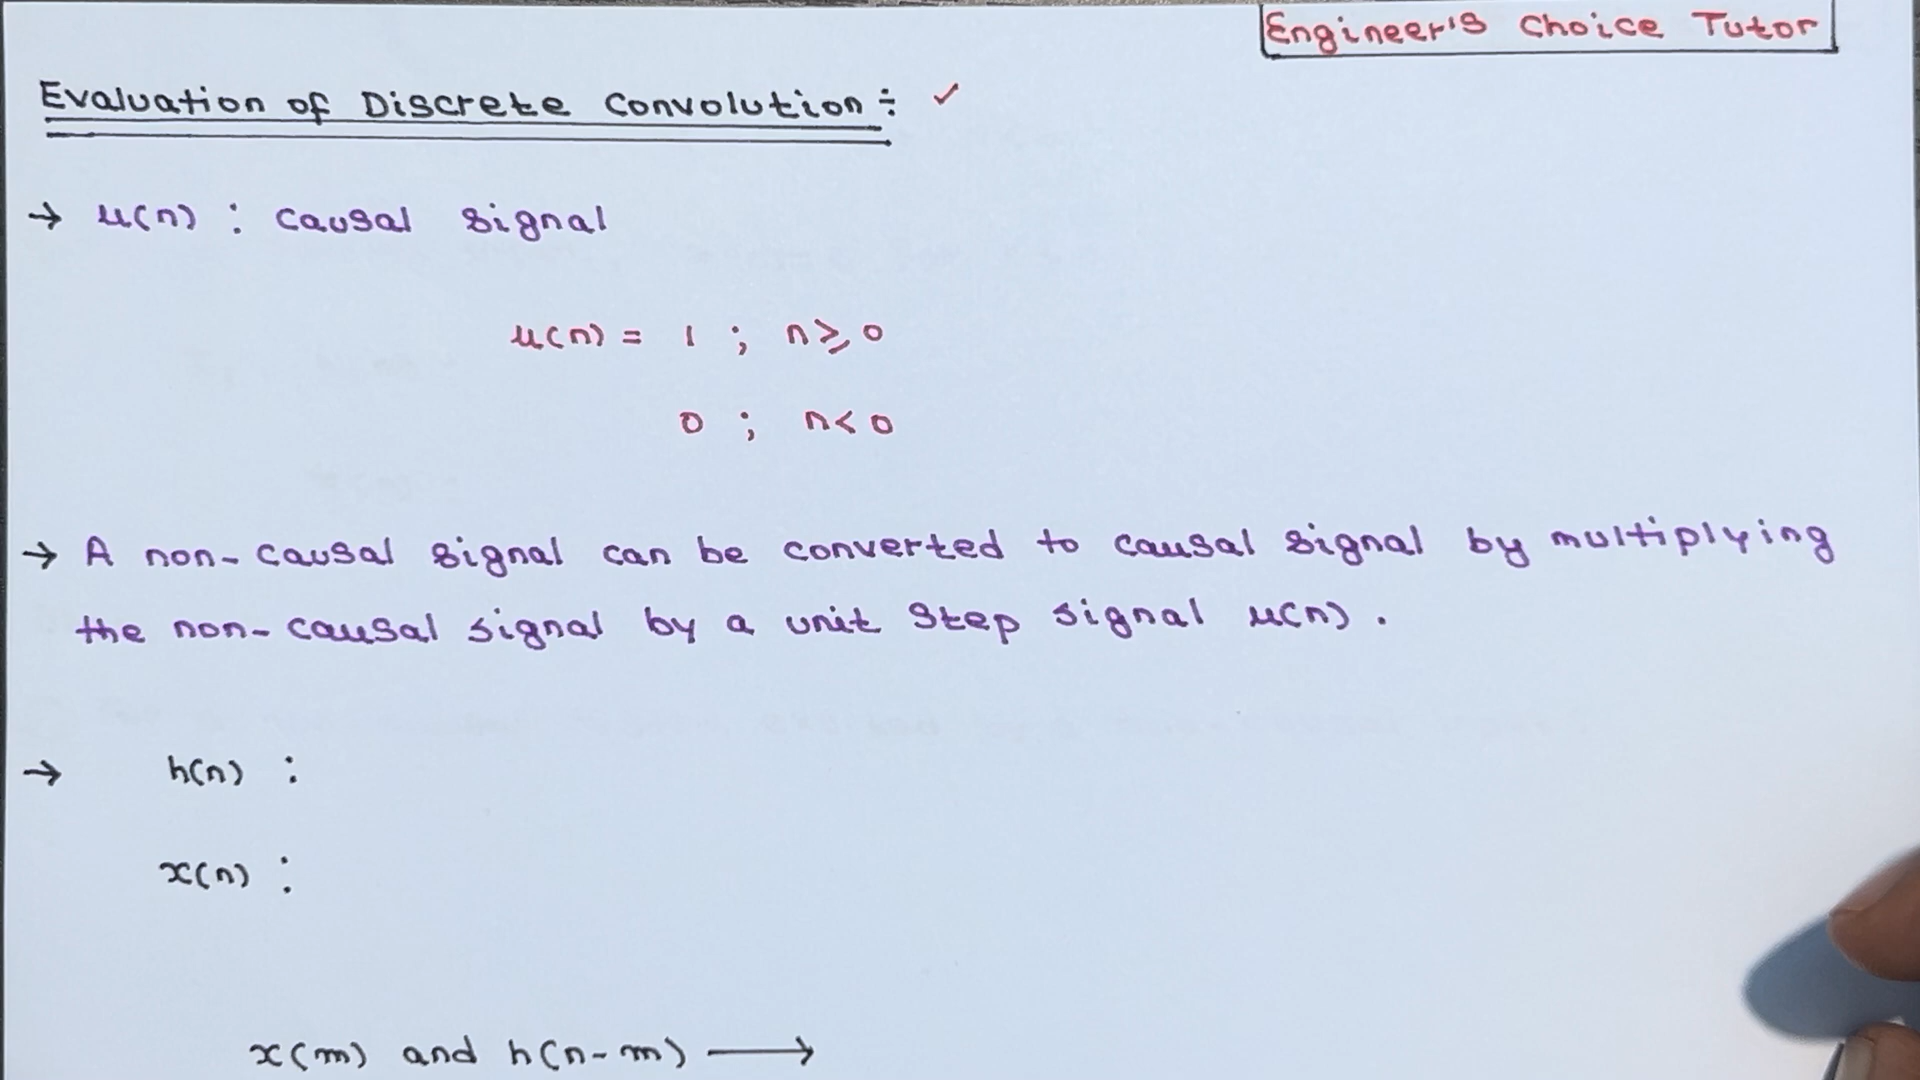 Engineer's Choice Tutor
Evaluation of Discrete Convolution : ✓
→ u(n) : causal signal
u(n) = 1 ; n ≥ 0
0 ; n < 0
→ A non-causal signal can be converted to causal signal by multiplying
the non-causal signal by a unit step signal u(n).
→ h(n) :
x(n) :
x(m) and h(n-m) →